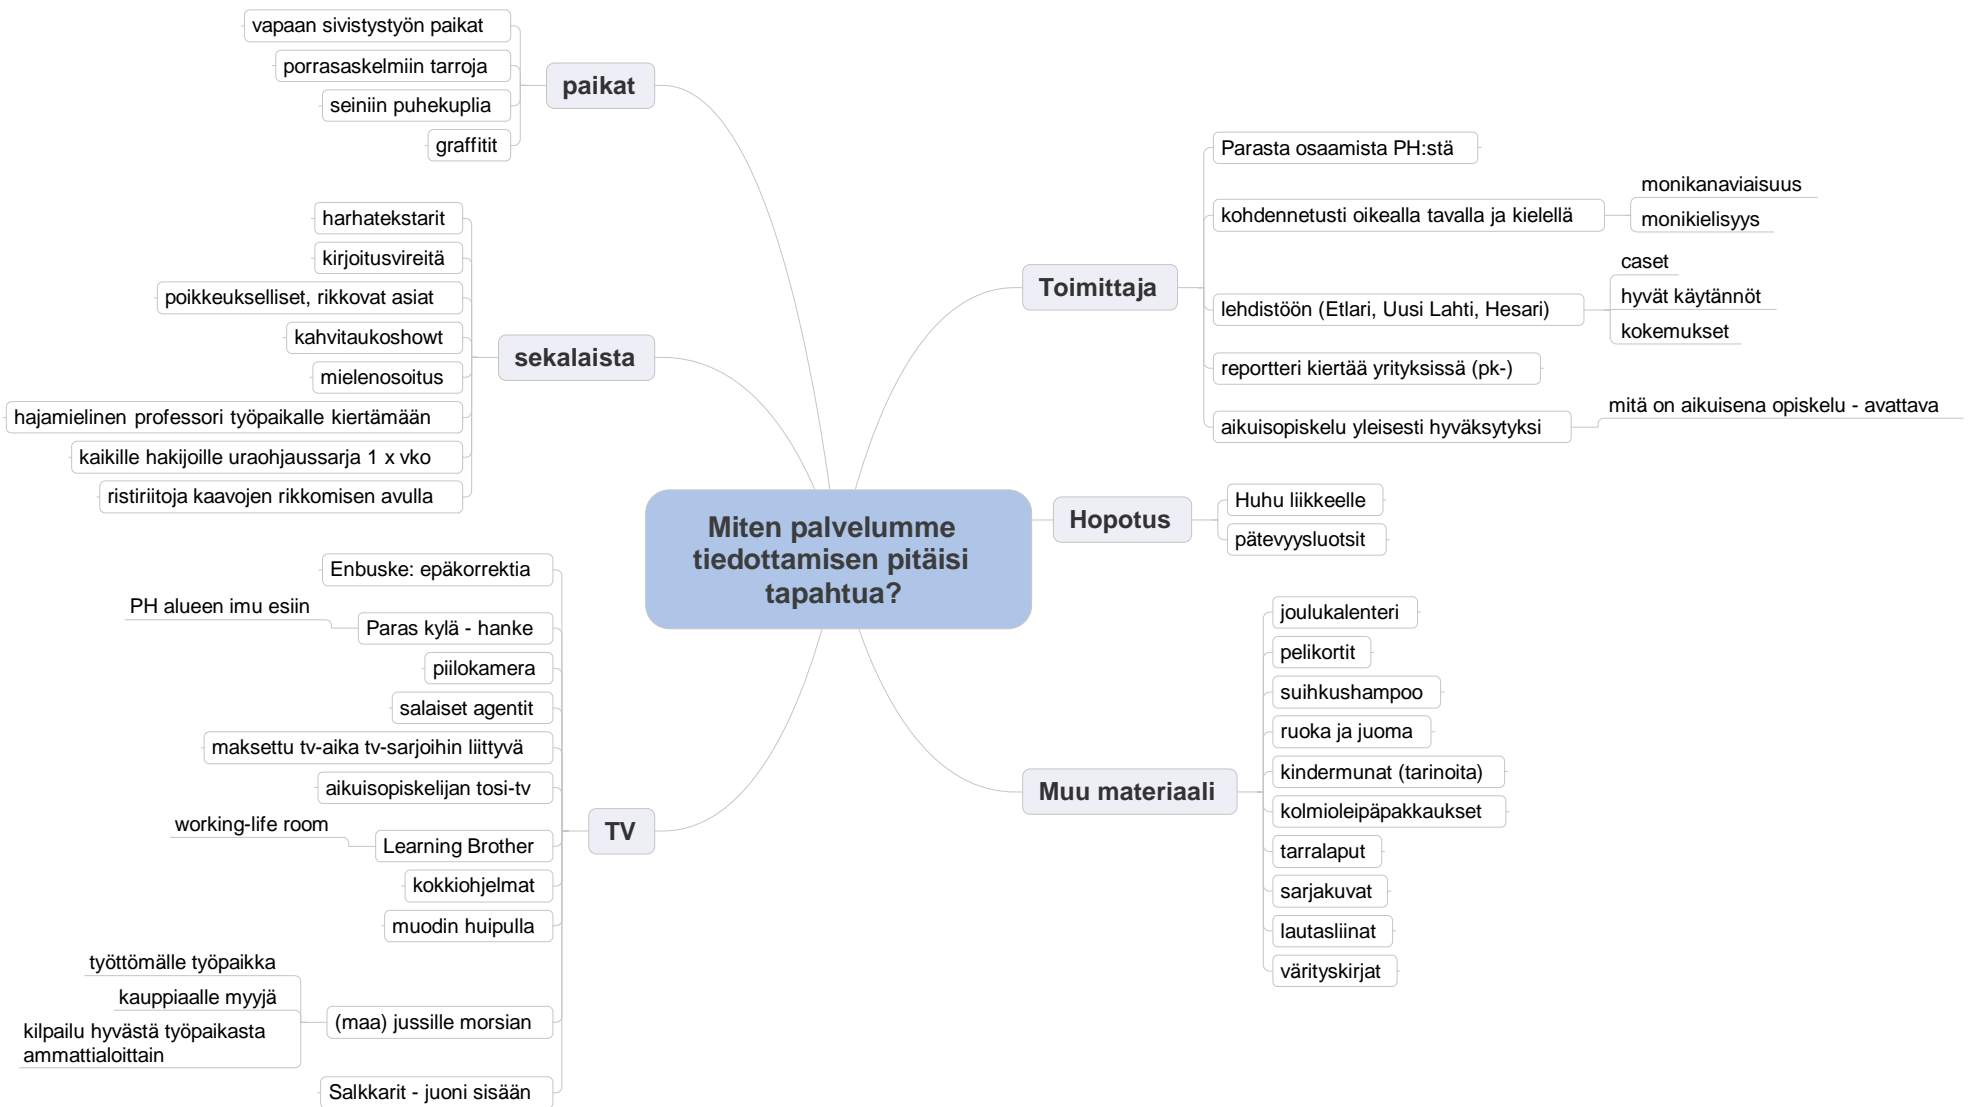 Miten palvelumme
tiedottamisen pitäisi
tapahtua?
paikat
vapaan sivistystyön paikat
porrasaskelmiin tarroja
seiniin puhekuplia
graffitit
sekalaista
harhatekstarit
kirjoitusvireitä
poikkeukselliset, rikkovat asiat
kahvitaukoshowt
mielenosoitus
hajamielinen professori työpaikalle kiertämään
kaikille hakijoille uraohjaussarja 1 x vko
ristiriitoja kaavojen rikkomisen avulla
TV
Enbuske: epäkorrektia
Paras kylä - hanke
PH alueen imu esiin
piilokamera
salaiset agentit
maksettu tv-aika tv-sarjoihin liittyvä
aikuisopiskelijan tosi-tv
Learning Brother
working-life room
kokkiohjelmat
muodin huipulla
(maa) jussille morsian
työttömälle työpaikka
kauppiaalle myyjä
kilpailu hyvästä työpaikasta
ammattialoittain
Salkkarit - juoni sisään
Toimittaja
Parasta osaamista PH:stä
kohdennetusti oikealla tavalla ja kielellä
monikanaviaisuus
monikielisyys
lehdistöön (Etlari, Uusi Lahti, Hesari)
caset
hyvät käytännöt
kokemukset
reportteri kiertää yrityksissä (pk-)
aikuisopiskelu yleisesti hyväksytyksi
mitä on aikuisena opiskelu - avattava
Hopotus
Huhu liikkeelle
pätevyysluotsit
Muu materiaali
joulukalenteri
pelikortit
suihkushampoo
ruoka ja juoma
kindermunat (tarinoita)
kolmioleipäpakkaukset
tarralaput
sarjakuvat
lautasliinat
värityskirjat